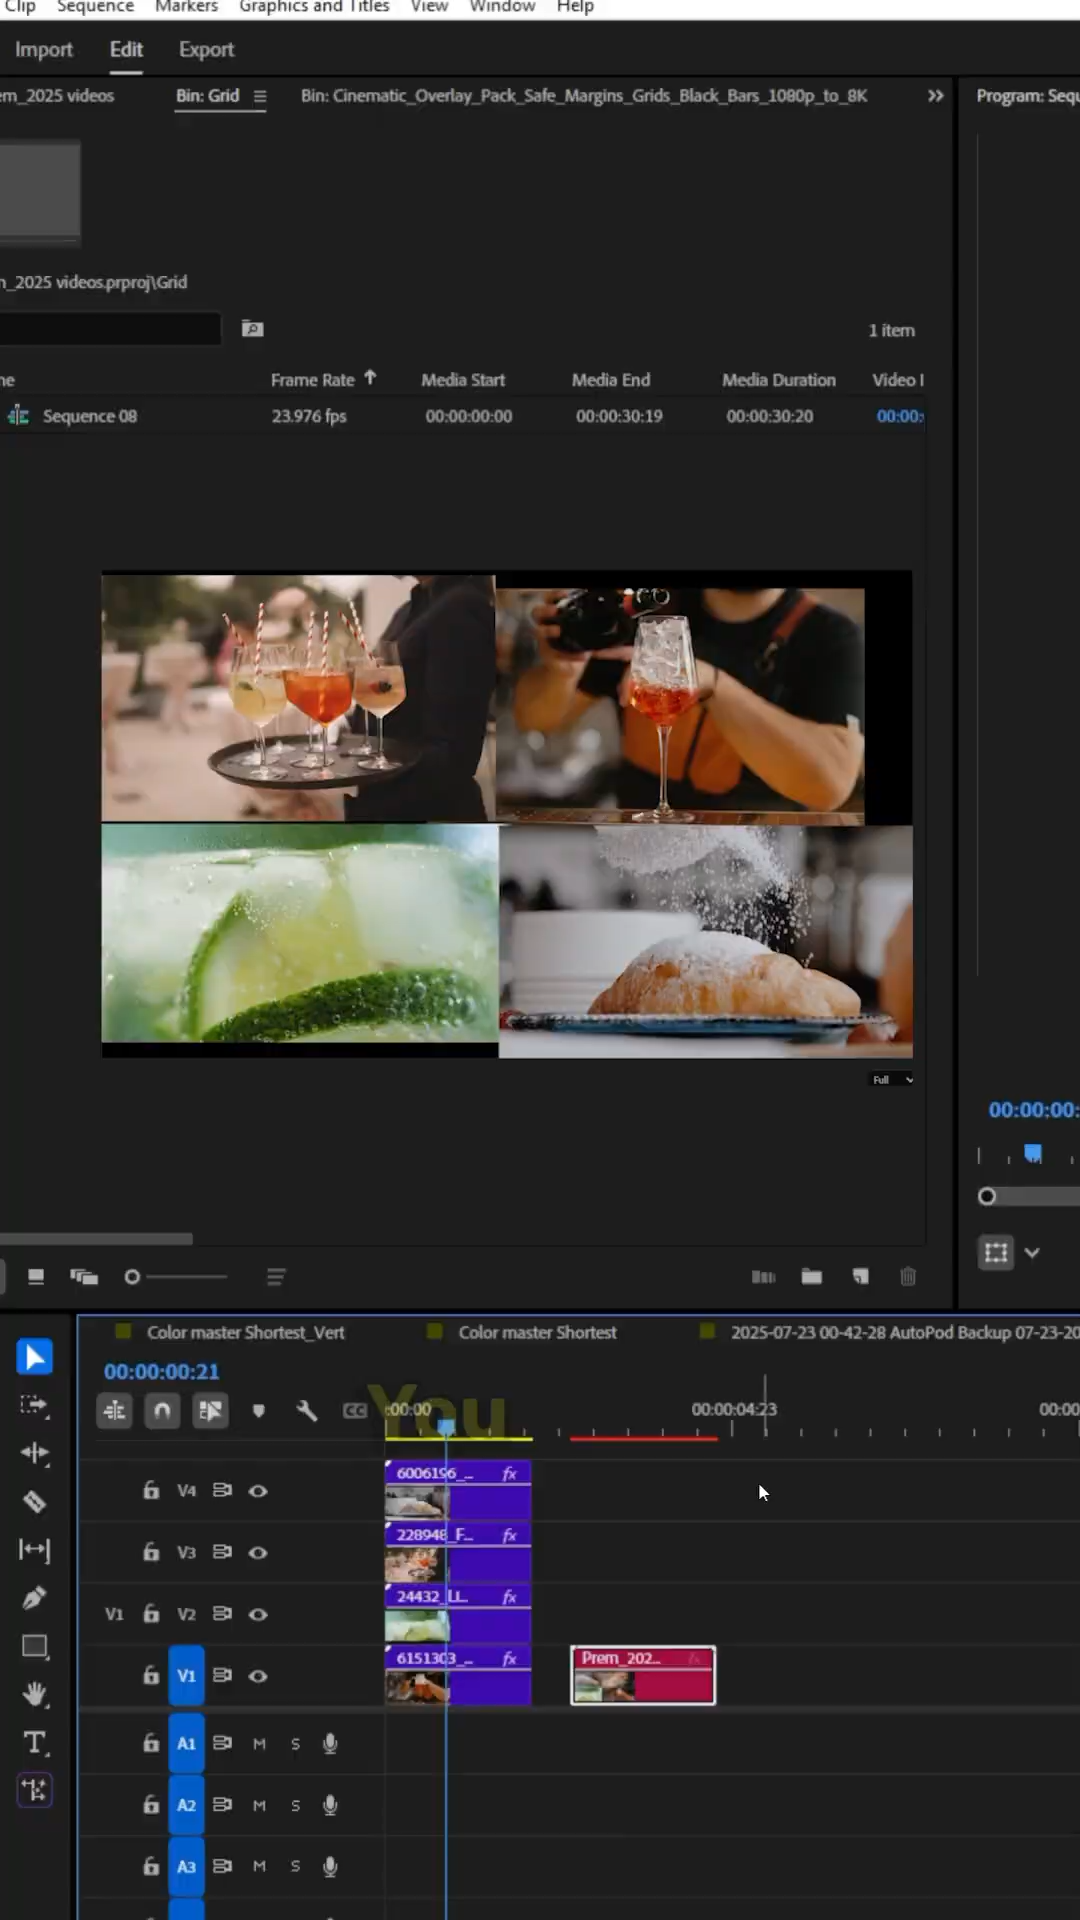 Clip Sequence Markers Graphics and Titles View Window Help
Import Edit Export
em_2025 videos Bin: Grid Bin: Cinematic_Overlay_Pack_Safe_Margins_Grids_Black_Bars_1080p_to_8K Program: Sequ
n_2025 videos.prproj\Grid
1 item
ne Frame Rate Media Start Media End Media Duration Video I
Sequence 08 23.976 fps 00:00:00:00 00:00:30:19 00:00:30:20 00:00:
Full
00:00:00:
Color master Shortest_Vert Color master Shortest 2025-07-23 00-42-28 AutoPod Backup 07-23-20
00:00:00:21
You
CC :00:00 00:00:04:23 00:00:
6006196_... fx
V4
228948_F... fx
V3
24432_LI... fx
V1 V2
6151303_... fx Prem_202... fx
V1
A1 M S
A2 M S
A3 M S
T